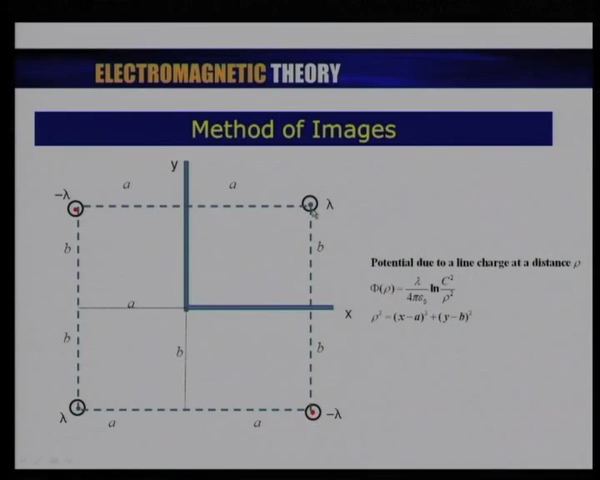 ELECTROMAGNETIC THEORY
Method of Images
y
a a
-λ λ
b b
Potential due to a line charge at a distance ρ
Φ(ρ)=λ/4πε₀ ln C²/ρ²
a x
ρ²=(x-a)²+(y-b)²
b b b
λ -λ
a a